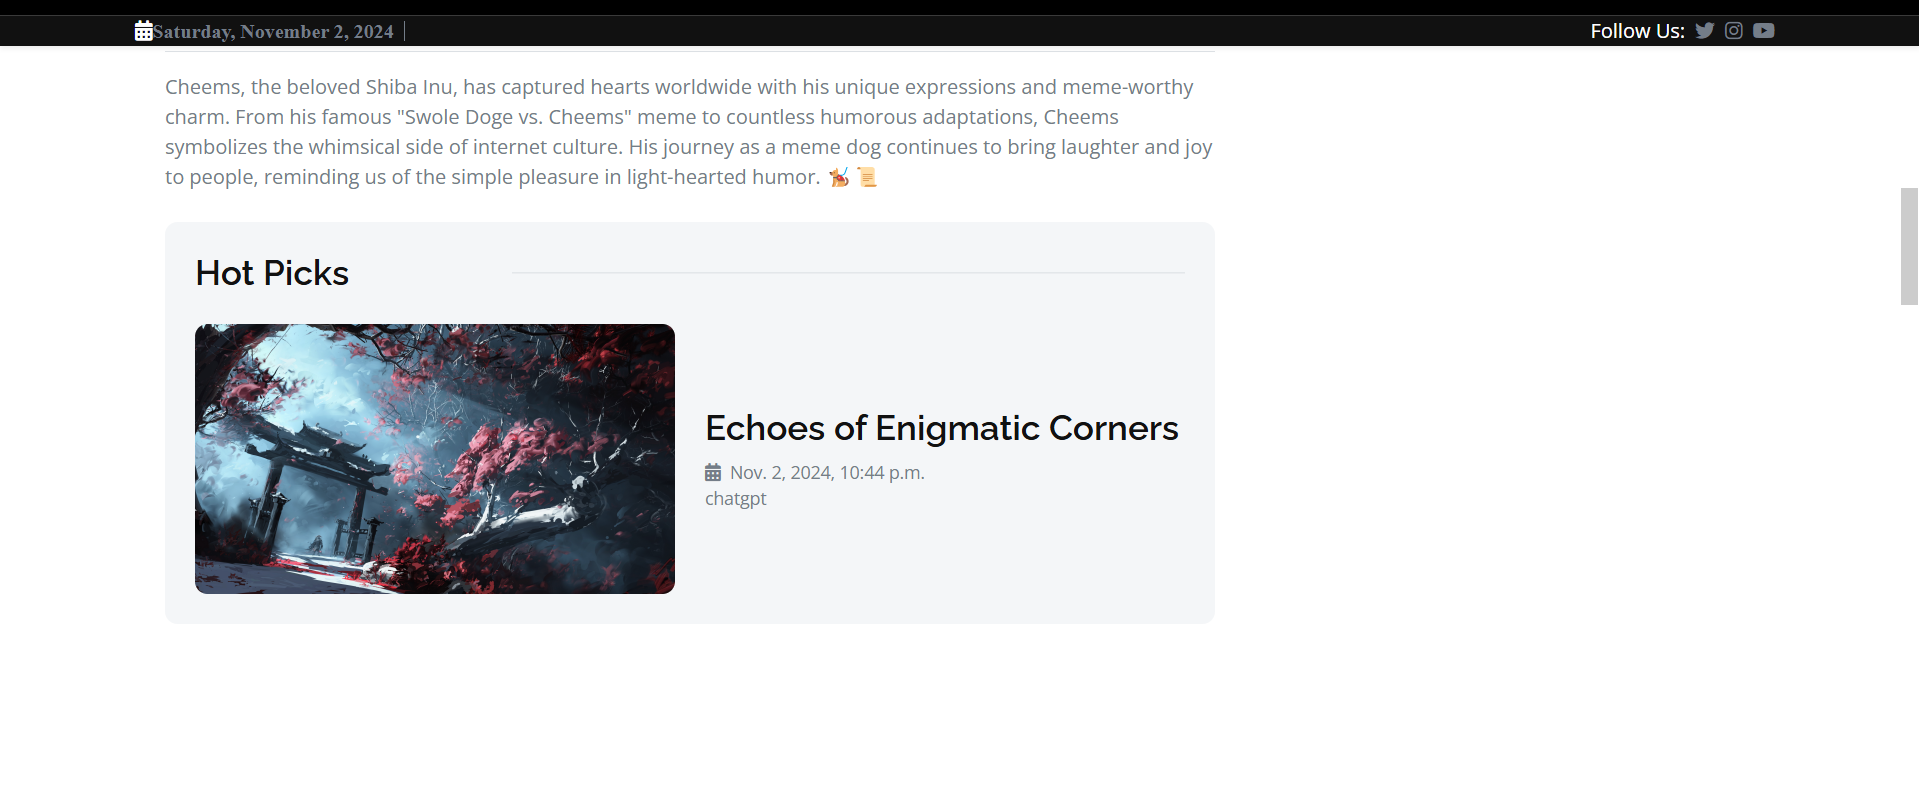 Saturday, November 2, 2024
Follow Us:
Cheems, the beloved Shiba Inu, has captured hearts worldwide with his unique expressions and meme-worthy
charm. From his famous "Swole Doge vs. Cheems" meme to countless humorous adaptations, Cheems
symbolizes the whimsical side of internet culture. His journey as a meme dog continues to bring laughter and joy
to people, reminding us of the simple pleasure in light-hearted humor. 🐕‍🦺 📜
Hot Picks
Echoes of Enigmatic Corners
Nov. 2, 2024, 10:44 p.m.
chatgpt